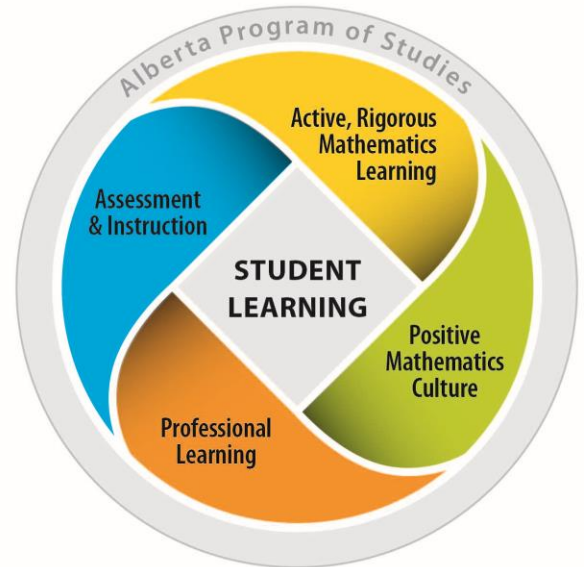 Alberta Program of Studies
Active, Rigorous
Mathematics
Learning
Assessment
& Instruction
STUDENT
LEARNING
Positive
Mathematics
Culture
Professional
Learning